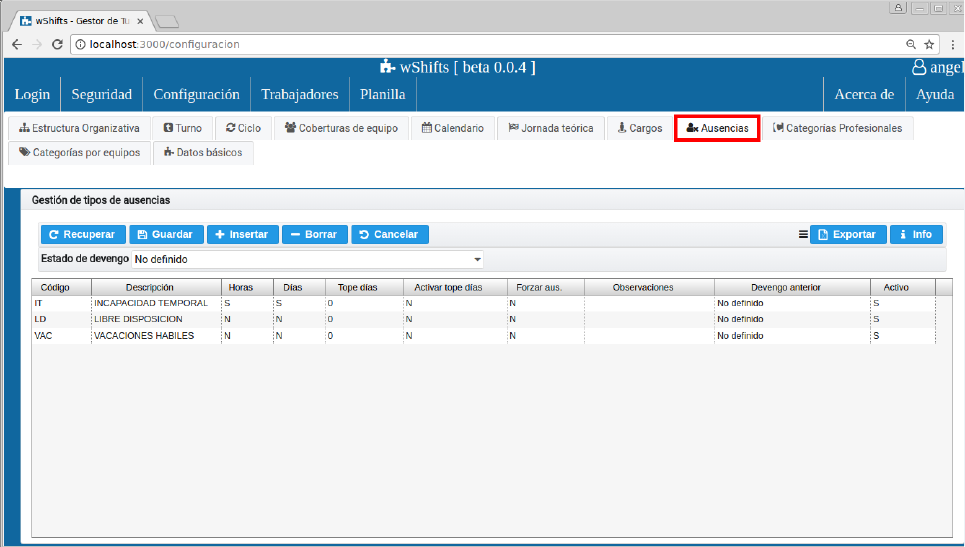 wShifts - Gestor de Tu
localhost:3000/configuracion
wShifts [ beta 0.0.4 ]
angel
Login Seguridad Configuración Trabajadores Planilla Acerca de Ayuda
Estructura Organizativa Turno Ciclo Coberturas de equipo Calendario Jornada teórica Cargos Ausencias Categorías Profesionales
Categorías por equipos Datos básicos
Gestión de tipos de ausencias
Recuperar Guardar Insertar Borrar Cancelar Exportar Info
Estado de devengo No definido
Código Descripción Horas Días Tope días Activar tope días Forzar aus. Observaciones Devengo anterior Activo
IT INCAPACIDAD TEMPORAL S S 0 N N No definido S
LD LIBRE DISPOSICION N N 0 N N No definido S
VAC VACACIONES HABILES N N 0 N N No definido S